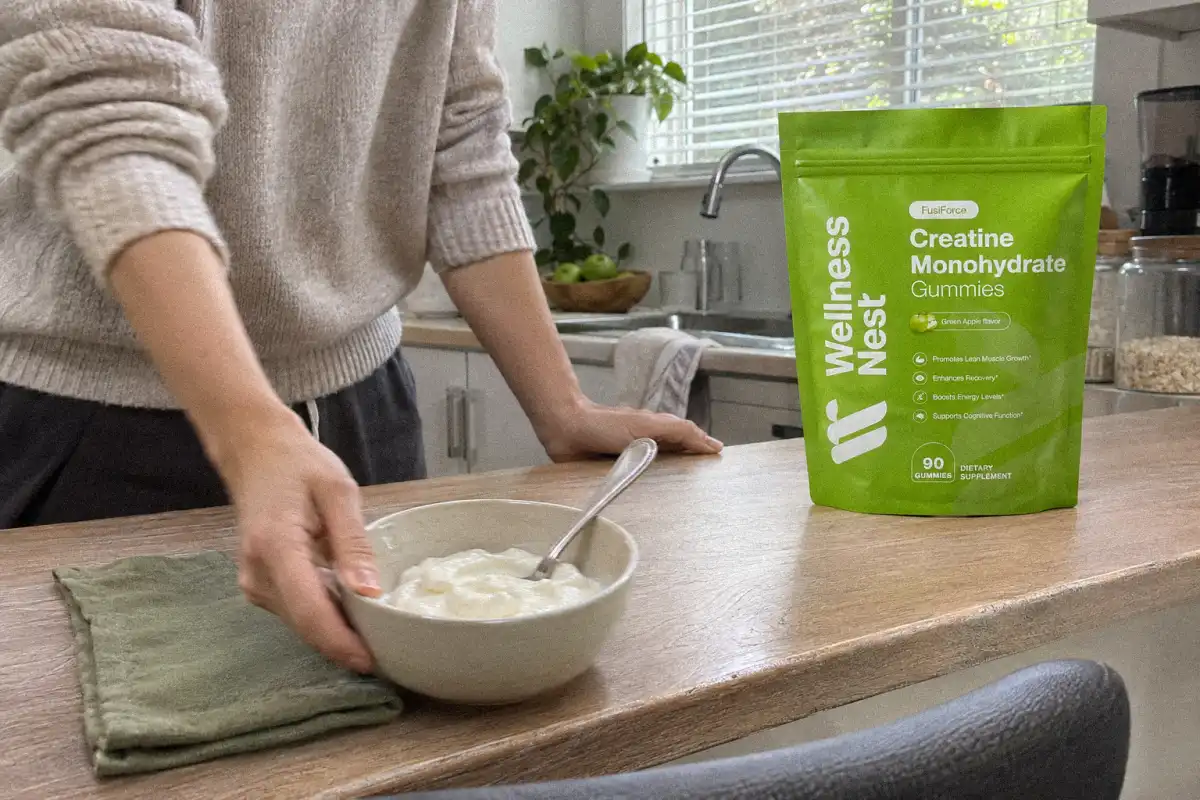 Wellness
Nest
FusiForce
Creatine
Monohydrate
Gummies
Green Apple flavor
Promotes Lean Muscle Growth*
Enhances Recovery*
Boosts Energy Levels*
Supports Cognitive Function*
90
GUMMIES
DIETARY
SUPPLEMENT